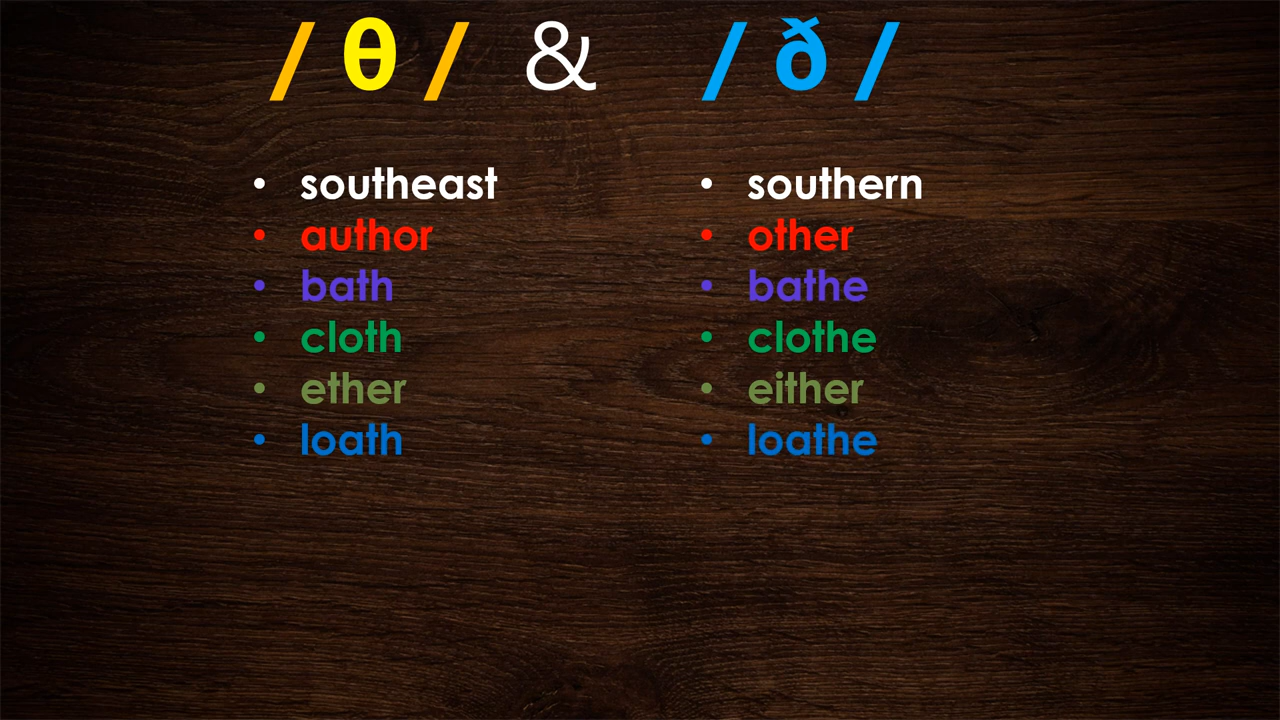 / θ / & / ð /
• southeast • southern
• author • other
• bath • bathe
• cloth • clothe
• ether • either
• loath • loathe